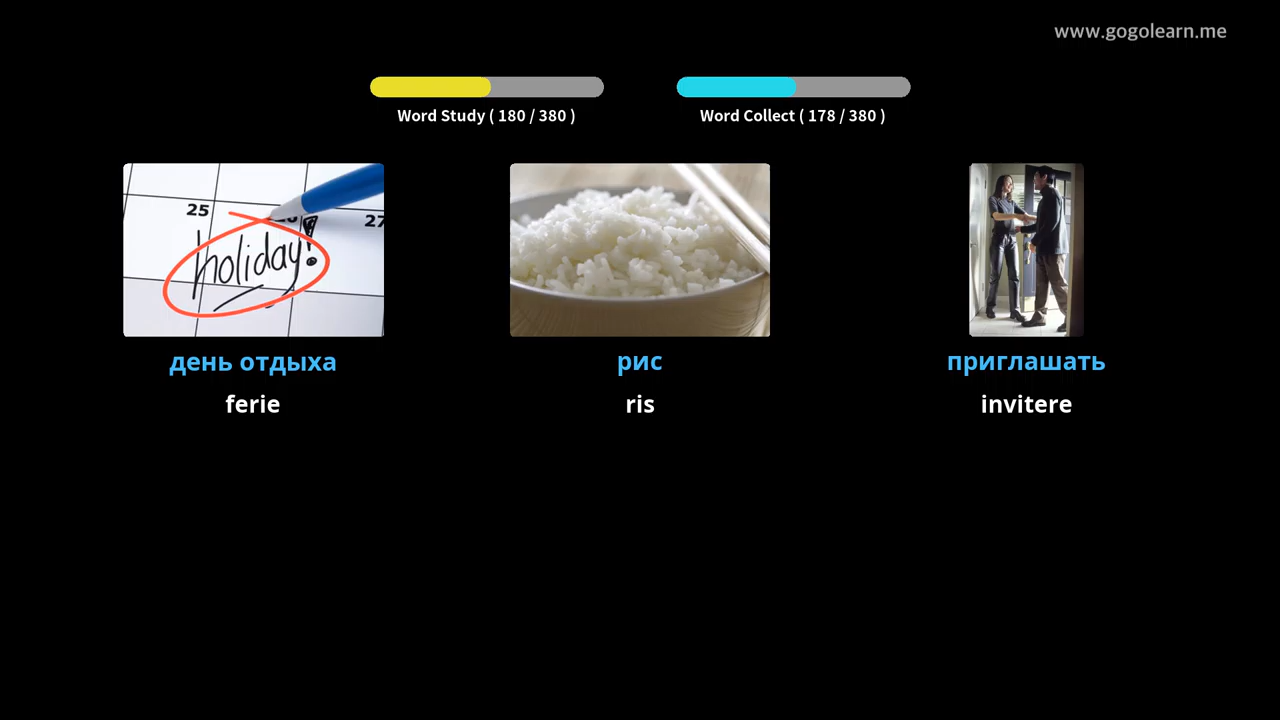 www.gogolearn.me
Word Study ( 180 / 380 )
Word Collect ( 178 / 380 )
25
27
holiday!
день отдыха
рис
приглашать
ferie
ris
invitere